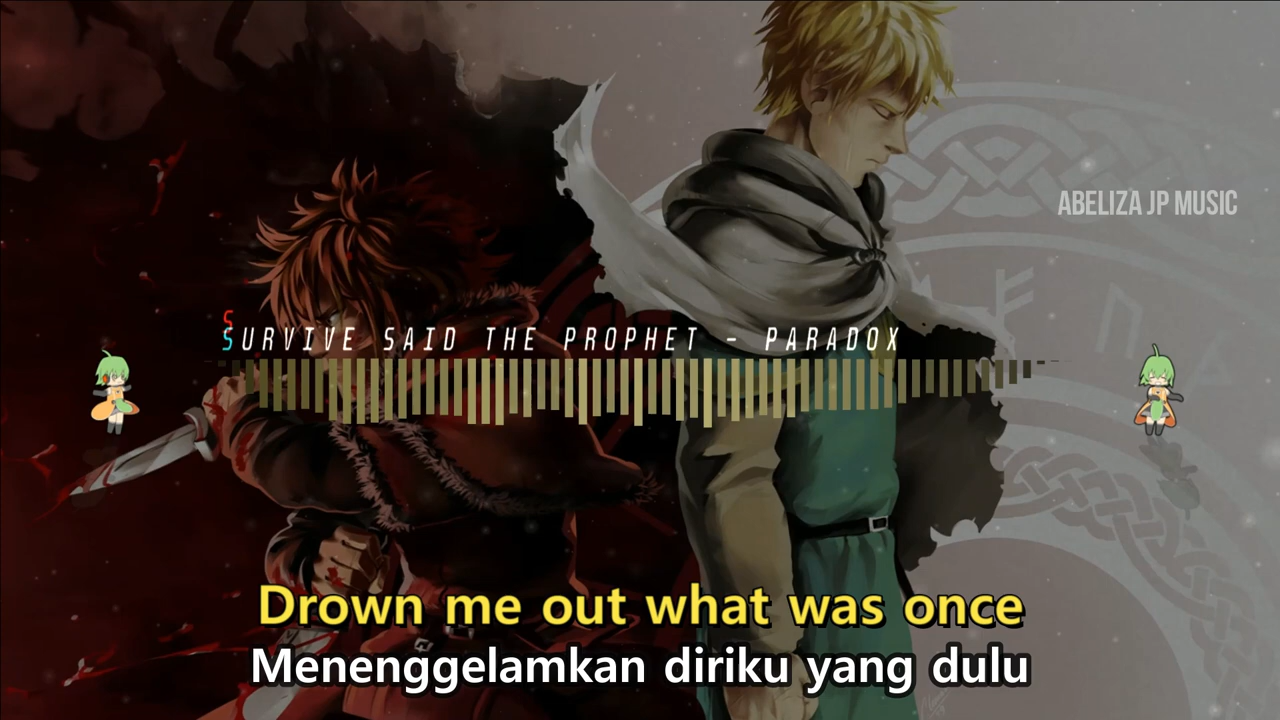 ABELIZA JP MUSIC
SURVIVE SAID THE PROPHET - PARADOX
Drown me out what was once
Menenggelamkan diriku yang dulu